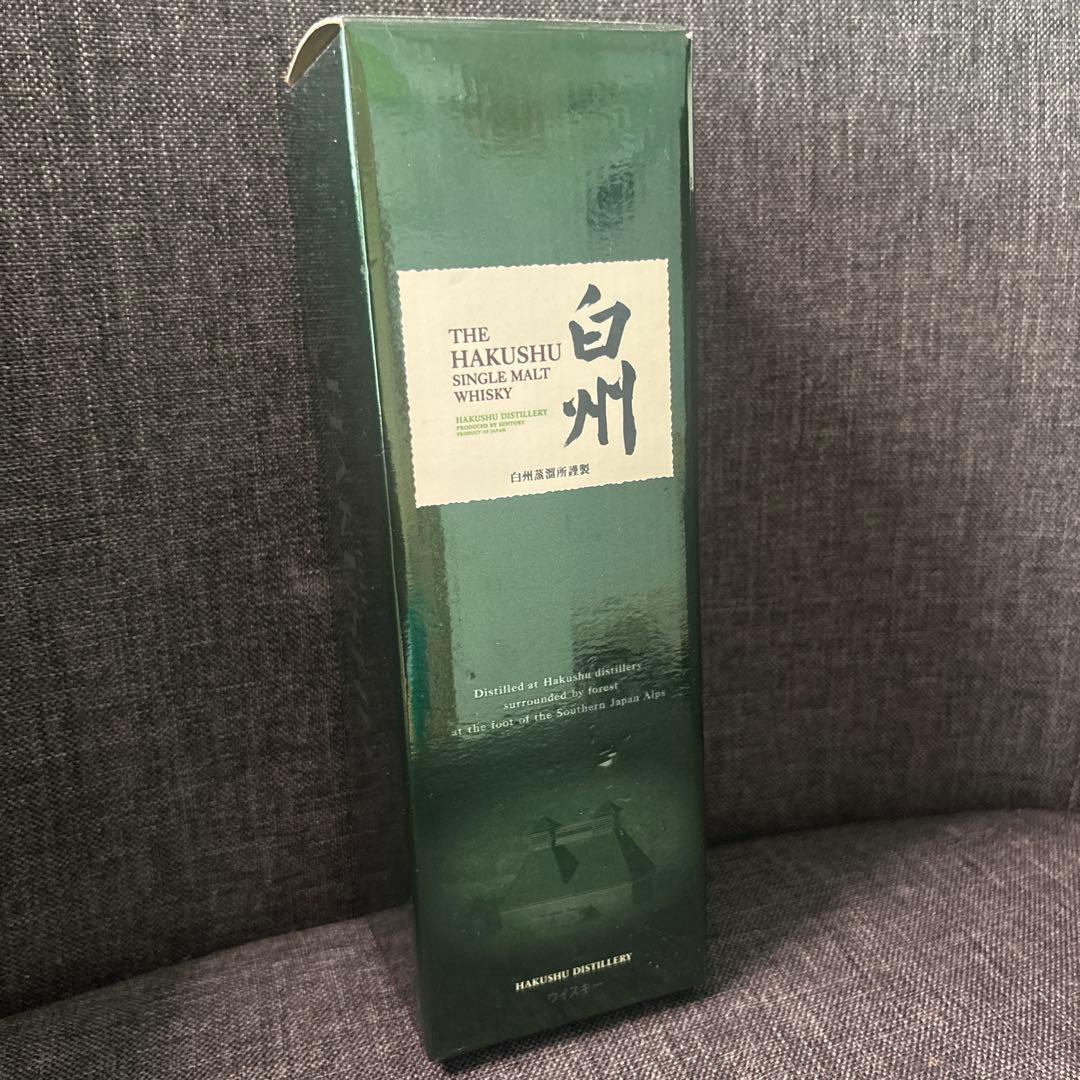 THE
HAKUSHU
SINGLE MALT
WHISKY
HAKUSHU DISTILLERY
PRODUCED BY SUNTORY
PRODUCT OF JAPAN
白州
白州蒸溜所謹製
Distilled at Hakushu distillery
surrounded by forest
at the foot of the Southern Japan Alps
HAKUSHU DISTILLERY
ウイスキー